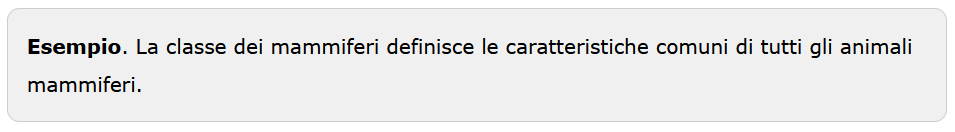 Esempio. La classe dei mammiferi definisce le caratteristiche comuni di tutti gli animali
mammiferi.